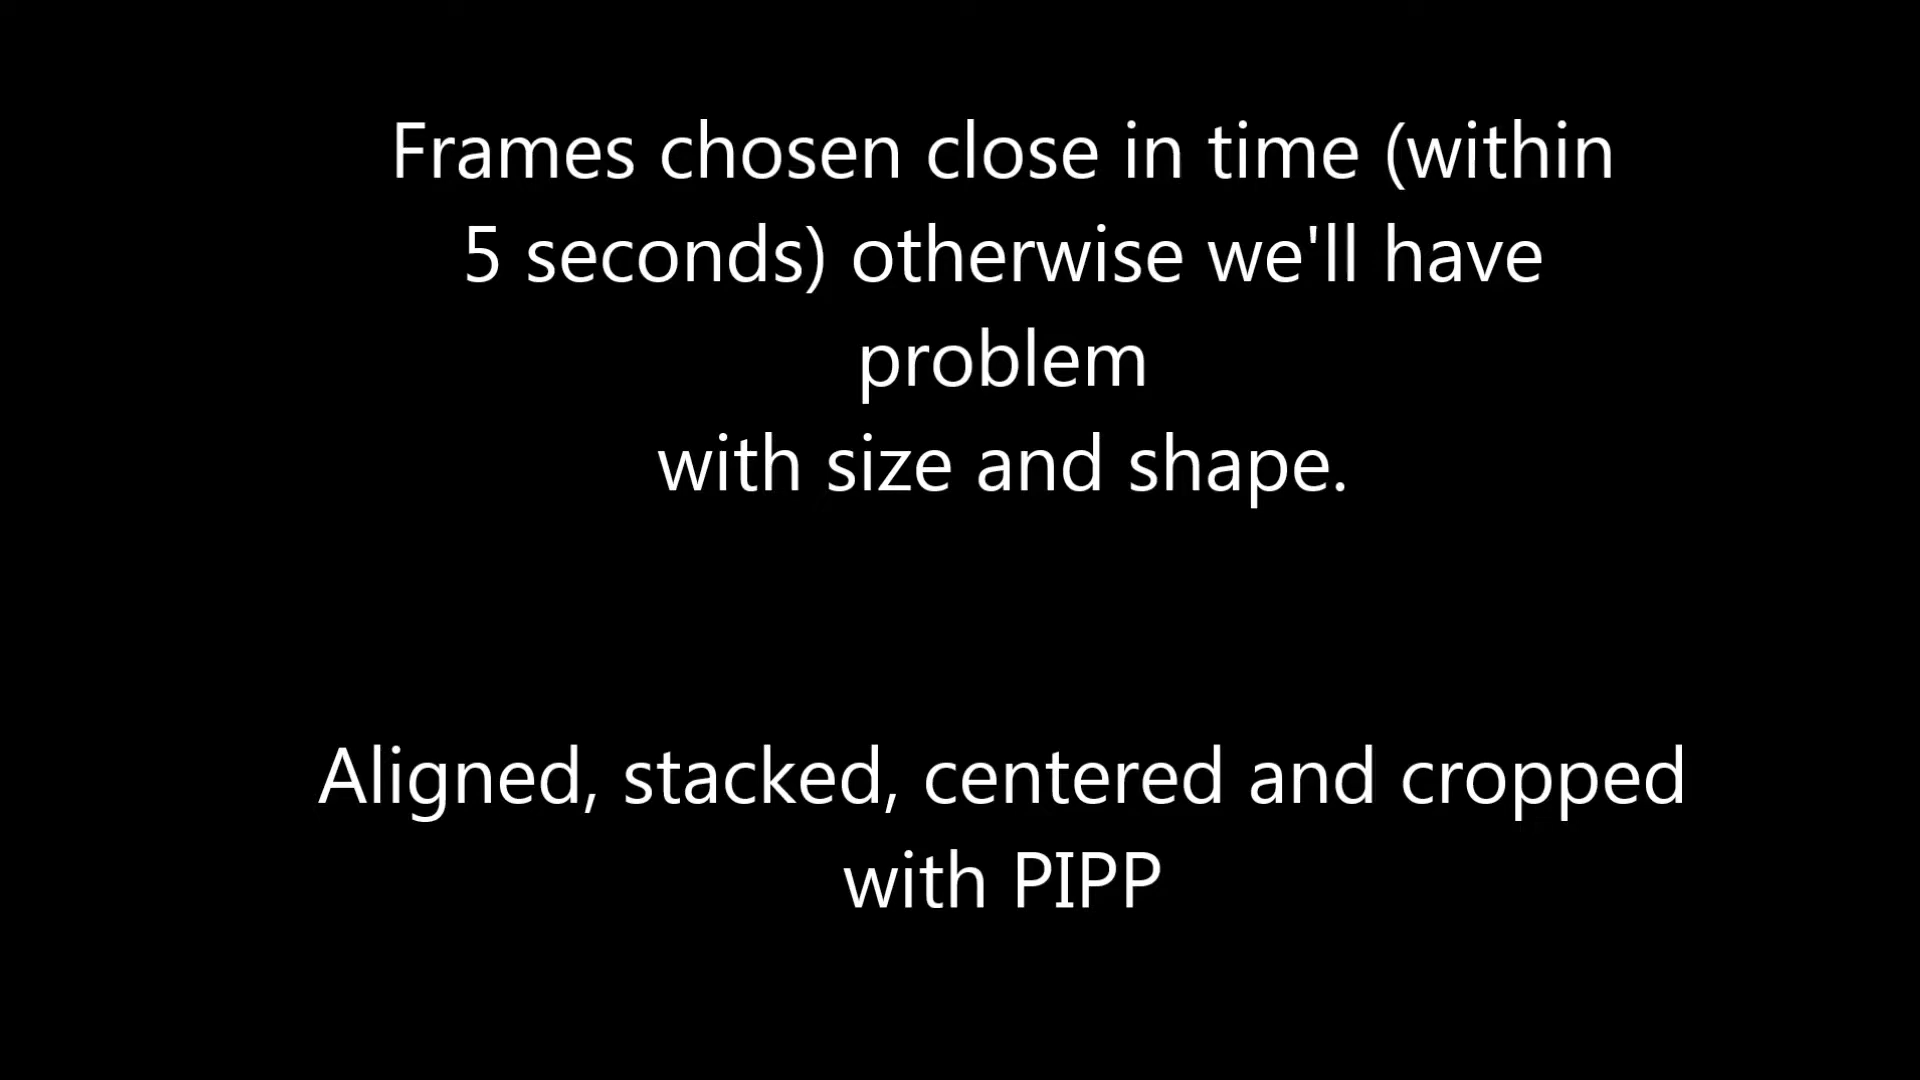 Frames chosen close in time (within
5 seconds) otherwise we'll have
problem
with size and shape.
Aligned, stacked, centered and cropped
with PIPP